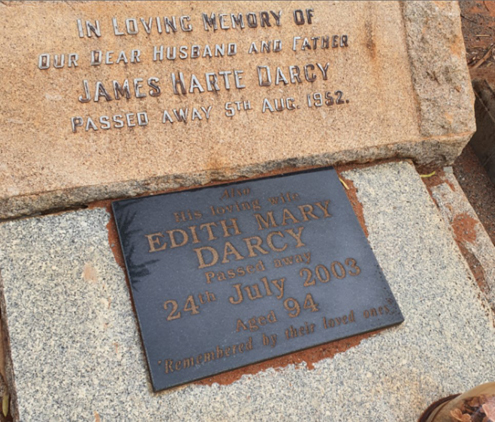 IN LOVING MEMORY OF
OUR DEAR HUSBAND AND FATHER
JAMES HARTE DARCY
PASSED AWAY 5TH AUG. 1952.
Also
His loving wife
EDITH MARY
DARCY
Passed away
24th July 2003
Aged 94
"Remembered by their loved ones"